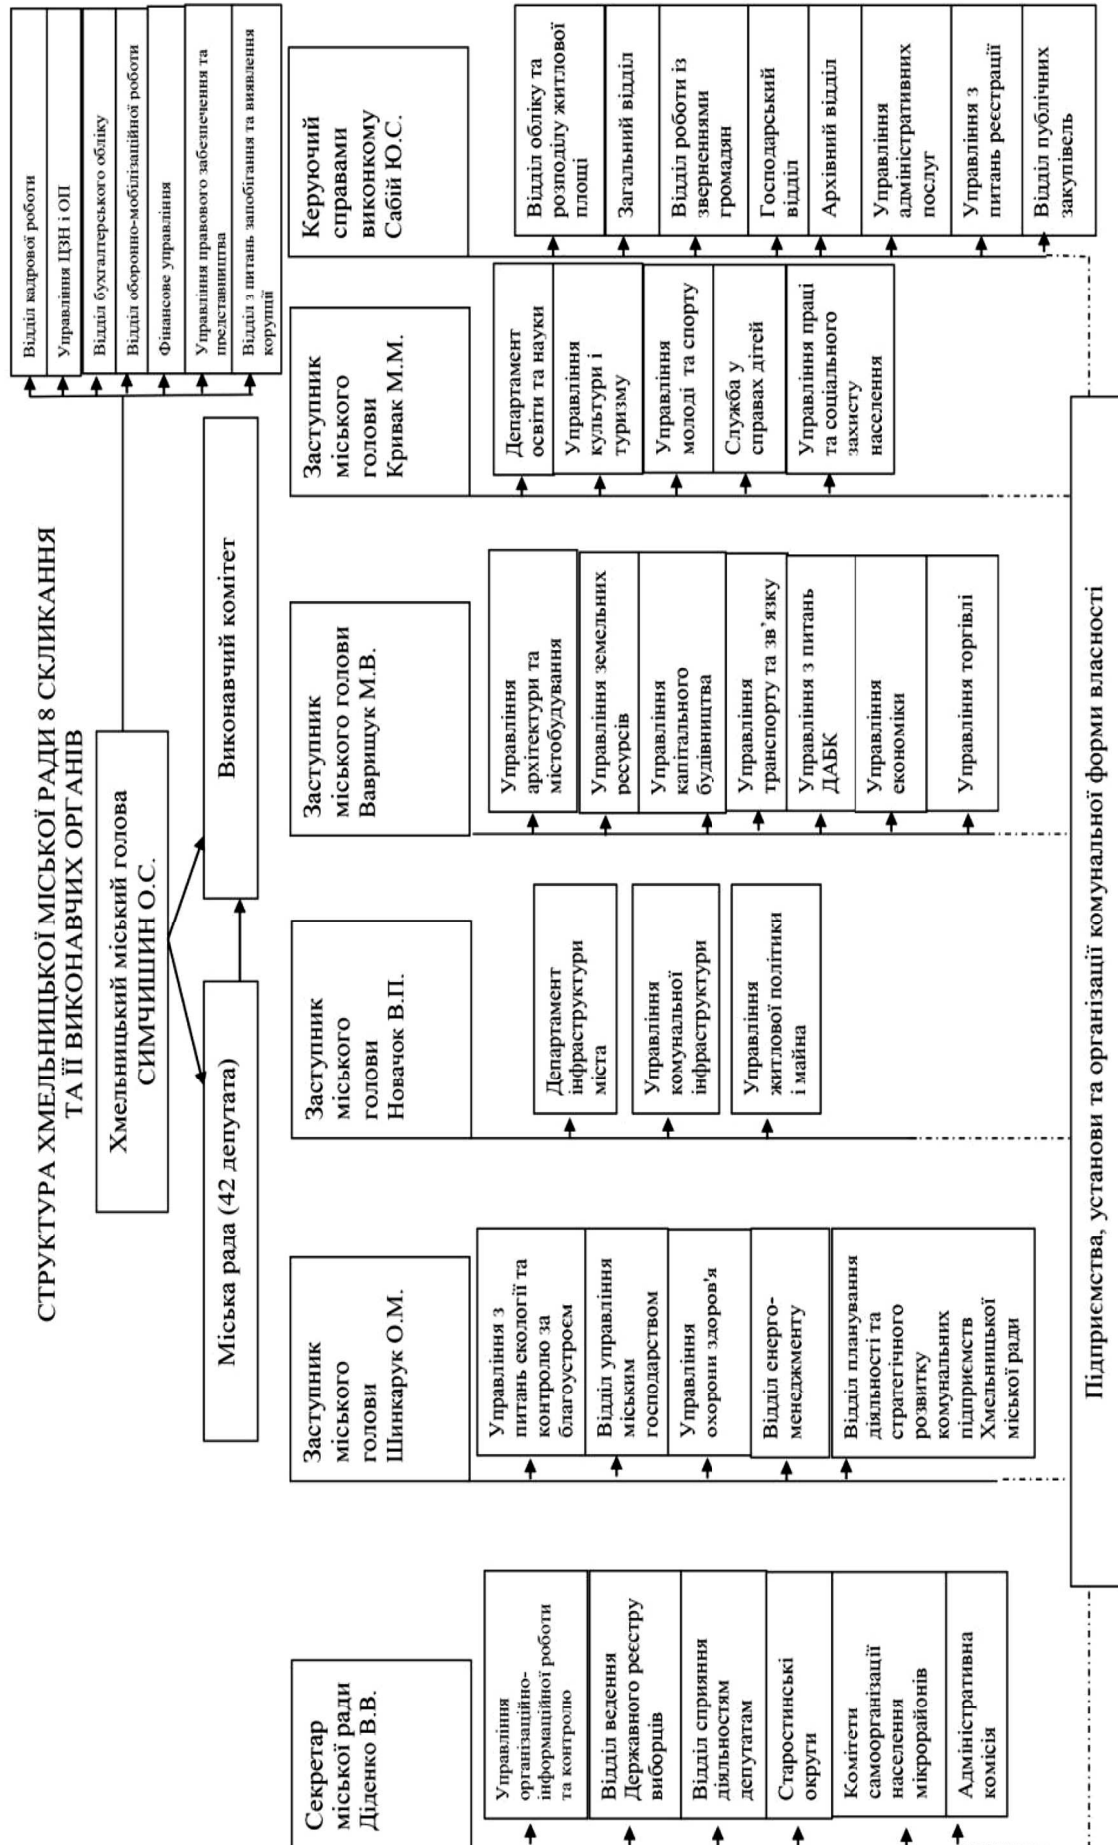 СТРУКТУРА ХМЕЛЬНИЦЬКОЇ МІСЬКОЇ РАДИ 8 СКЛИКАННЯ
ТА ЇЇ ВИКОНАВЧИХ ОРГАНІВ
Хмельницький міський голова
СИМЧИШИН О.С.
Відділ кадрової роботи
Управління ЦЗН і ОП
Відділ бухгалтерського обліку
Відділ оборонно-мобілізаційної роботи
Фінансове управління
Управління правового забезпечення та
представництва
Відділ з питань запобігання та виявлення
корупції
Міська рада (42 депутата)
Виконавчий комітет
Секретар
міської ради
Діденко В.В.
Управління
організаційно-
інформаційної роботи
та контролю
Відділ ведення
Державного реєстру
виборців
Відділ сприяння
діяльностям
депутатам
Старостинські
округи
Комітети
самоорганізації
населення
мікрорайонів
Адміністративна
комісія
Заступник
міського
голови
Шинкарук О.М.
Управління з
питань екології та
контролю за
благоустроєм
Відділ управління
міським
господарством
Управління
охорони здоров'я
Відділ енерго-
менеджменту
Відділ планування
діяльності та
стратегічного
розвитку
комунальних
підприємств
Хмельницької
міської ради
Заступник
міського
голови
Новачок В.П.
Департамент
інфраструктури
міста
Управління
комунальної
інфраструктури
Управління
житлової політики
і майна
Заступник
міського голови
Ваврищук М.В.
Управління
архітектури та
містобудування
Управління земельних
ресурсів
Управління
капітального
будівництва
Управління
транспорту та зв’язку
Управління з питань
ДАБК
Управління
економіки
Управління торгівлі
Заступник
міського
голови
Кривак М.М.
Департамент
освіти та науки
Управління
культури і
туризму
Управління
молоді та спорту
Служба у
справах дітей
Управління праці
та соціального
захисту
населення
Керуючий
справами
виконкому
Сабій Ю.С.
Відділ обліку та
розподілу житлової
площі
Загальний відділ
Відділ роботи із
зверненнями
громадян
Господарський
відділ
Архівний відділ
Управління
адміністративних
послуг
Управління з
питань реєстрації
Відділ публічних
закупівель
Підприємства, установи та організації комунальної форми власності